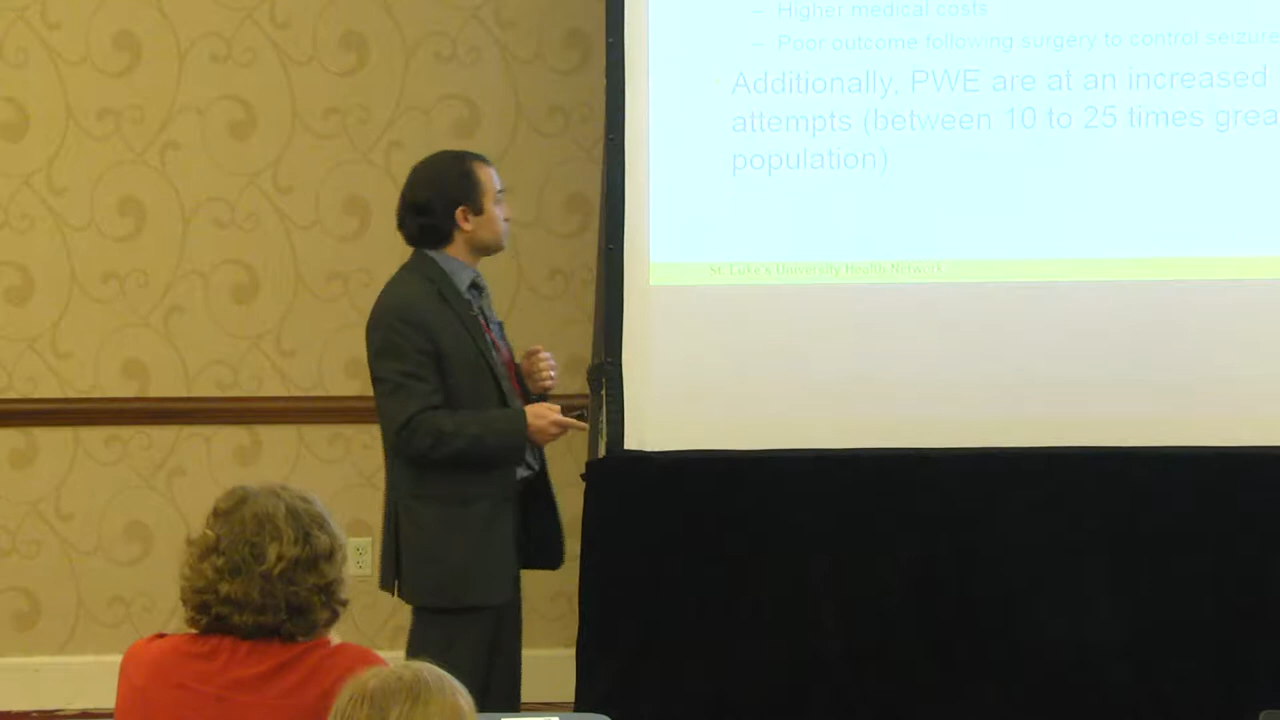 – Higher medical costs
– Poor outcome following surgery to control seizure
Additionally, PWE are at an increased
attempts (between 10 to 25 times grea
population)
St. Luke's University Health Network